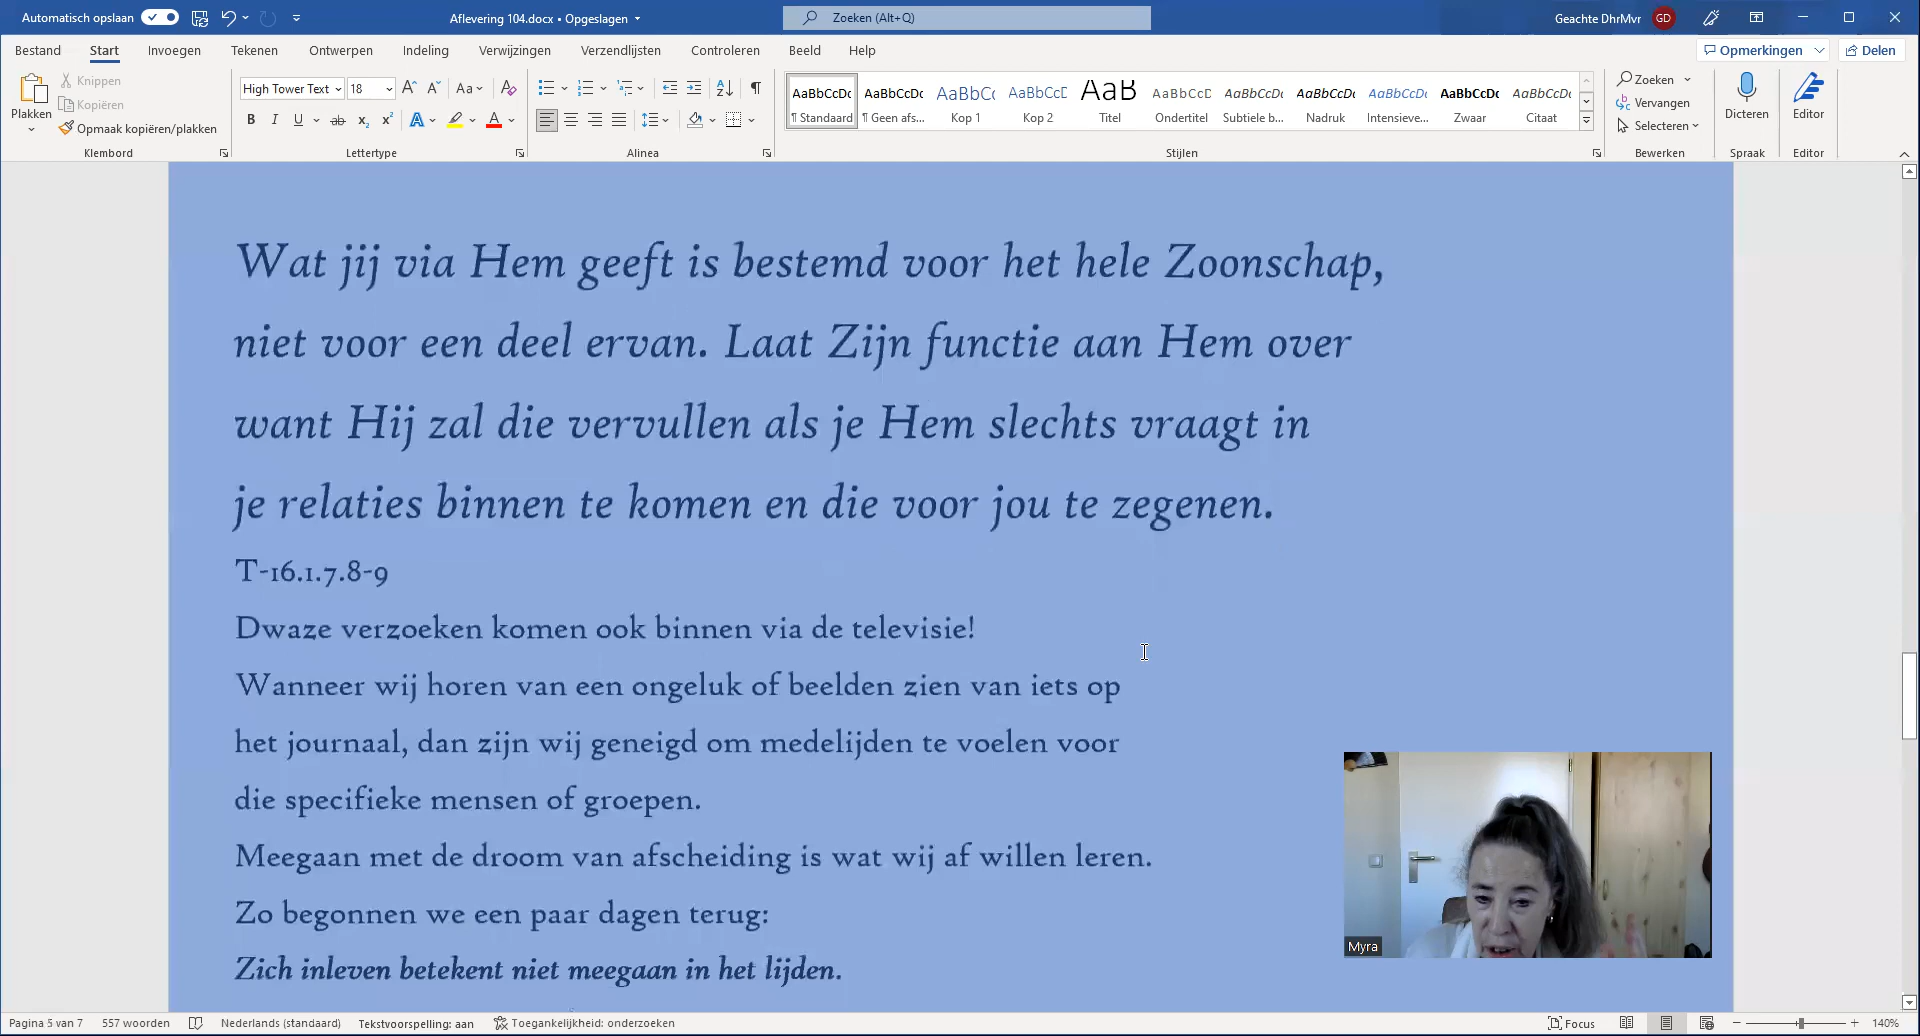 Automatisch opslaan
Aflevering 104.docx • Opgeslagen
Zoeken (Alt+Q)
Geachte DhrMvr
GD
Bestand Start Invoegen Tekenen Ontwerpen Indeling Verwijzingen Verzendlijsten Controleren Beeld Help
Opmerkingen
Delen
Plakken
Knippen
Kopiëren
Opmaak kopiëren/plakken
Klembord
High Tower Text 18
Lettertype
Alinea
AaBbCcDc AaBbCcDc AaBbC AaBbCcD AaB AaBbCcD AaBbCcDc AaBbCcDc AaBbCcDc AaBbCcDc AaBbCcDc
¶ Standaard ¶ Geen afs... Kop 1 Kop 2 Titel Ondertitel Subtiele b... Nadruk Intensieve... Zwaar Citaat
Stijlen
Zoeken
Vervangen
Selecteren
Bewerken
Dicteren
Spraak
Editor
Editor
Wat jij via Hem geeft is bestemd voor het hele Zoonschap,
niet voor een deel ervan. Laat Zijn functie aan Hem over
want Hij zal die vervullen als je Hem slechts vraagt in
je relaties binnen te komen en die voor jou te zegenen.
T-16.1.7.8-9
Dwaze verzoeken komen ook binnen via de televisie!
Wanneer wij horen van een ongeluk of beelden zien van iets op
het journaal, dan zijn wij geneigd om medelijden te voelen voor
die specifieke mensen of groepen.
Meegaan met de droom van afscheiding is wat wij af willen leren.
Zo begonnen we een paar dagen terug:
Zich inleven betekent niet meegaan in het lijden.
Myra
Pagina 5 van 7 557 woorden Nederlands (standaard) Tekstvoorspelling: aan Toegankelijkheid: onderzoeken Focus 140%